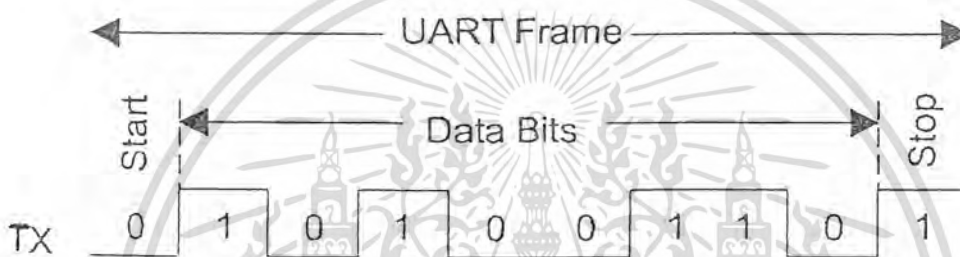 UART Frame
Start
Data Bits
Stop
TX 0 1 0 1 0 0 1 1 0 1